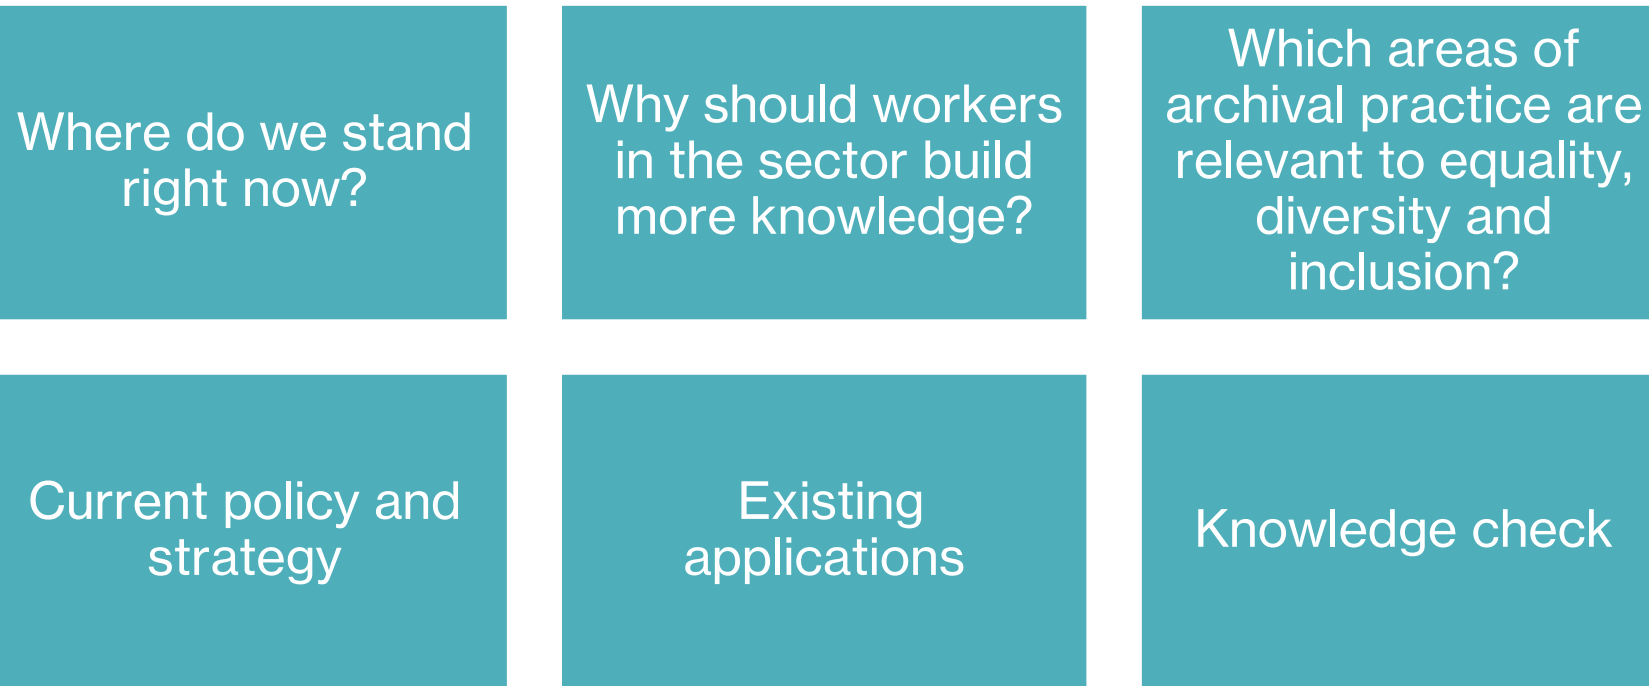 Where do we stand
right now?
Why should workers
in the sector build
more knowledge?
Which areas of
archival practice are
relevant to equality,
diversity and
inclusion?
Current policy and
strategy
Existing
applications
Knowledge check